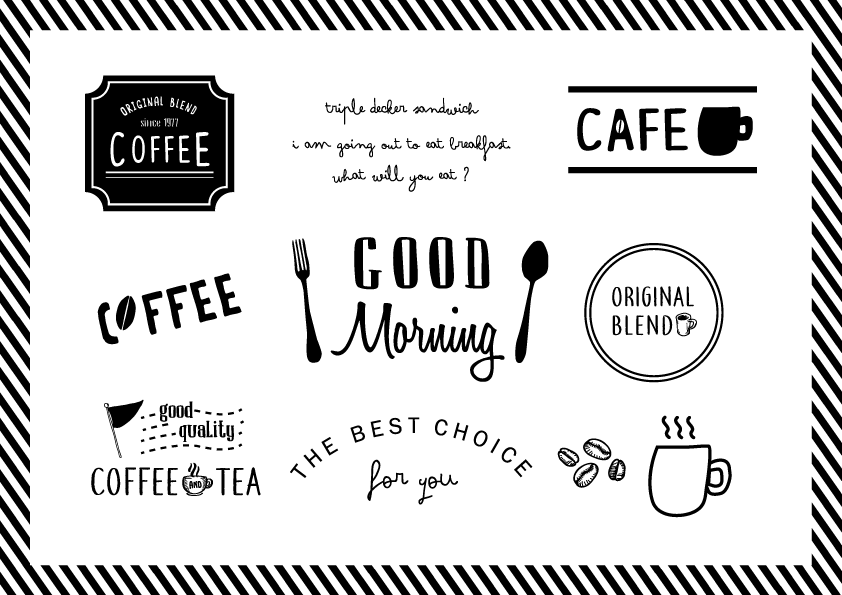 ORIGINAL BLEND
since 1977
COFFEE
triple decker sandwich
i am going out to eat breakfast.
what will you eat ?
CAFE
COFFEE
GOOD
Morning
ORIGINAL
BLEND
good
quality
COFFEE AND TEA
THE BEST CHOICE
for you